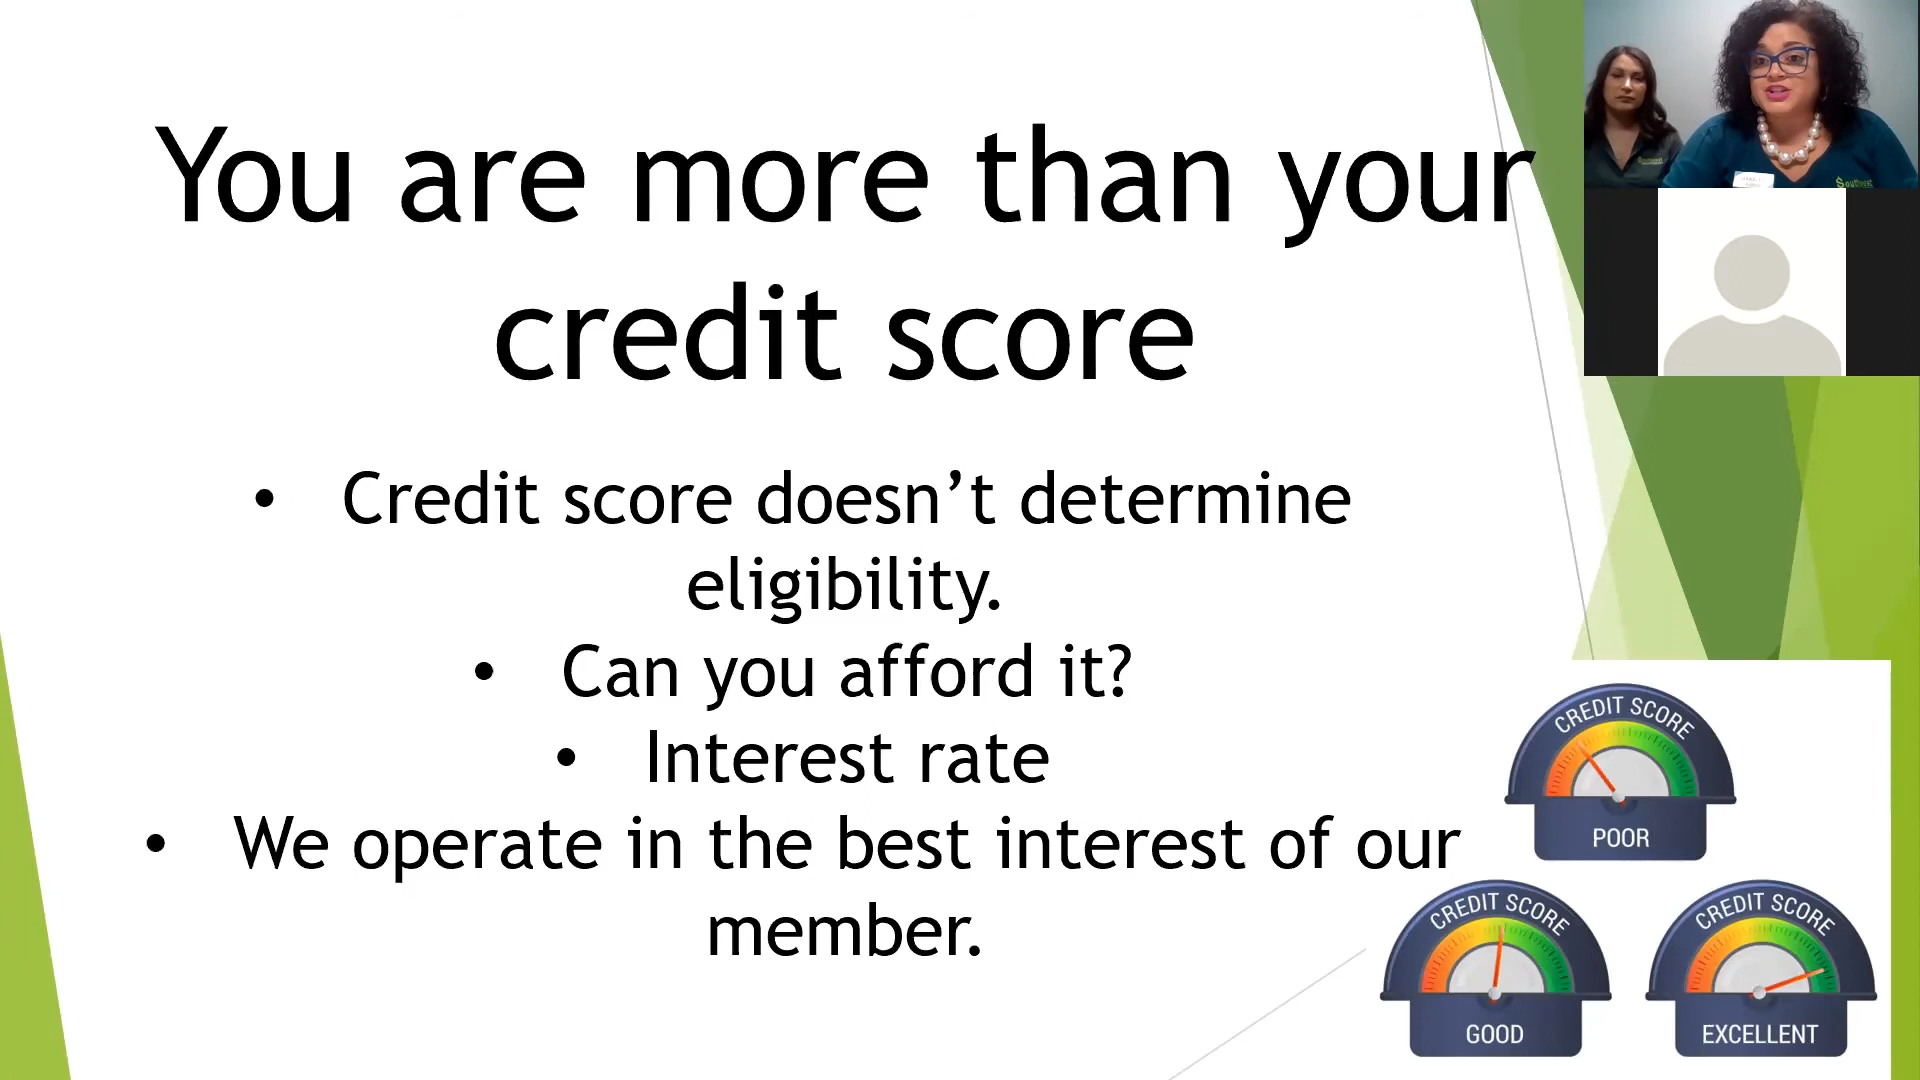 You are more than your
credit score
• Credit score doesn’t determine
eligibility.
• Can you afford it?
• Interest rate
• We operate in the best interest of our
member.
CREDIT SCORE
POOR
CREDIT SCORE
GOOD
CREDIT SCORE
EXCELLENT